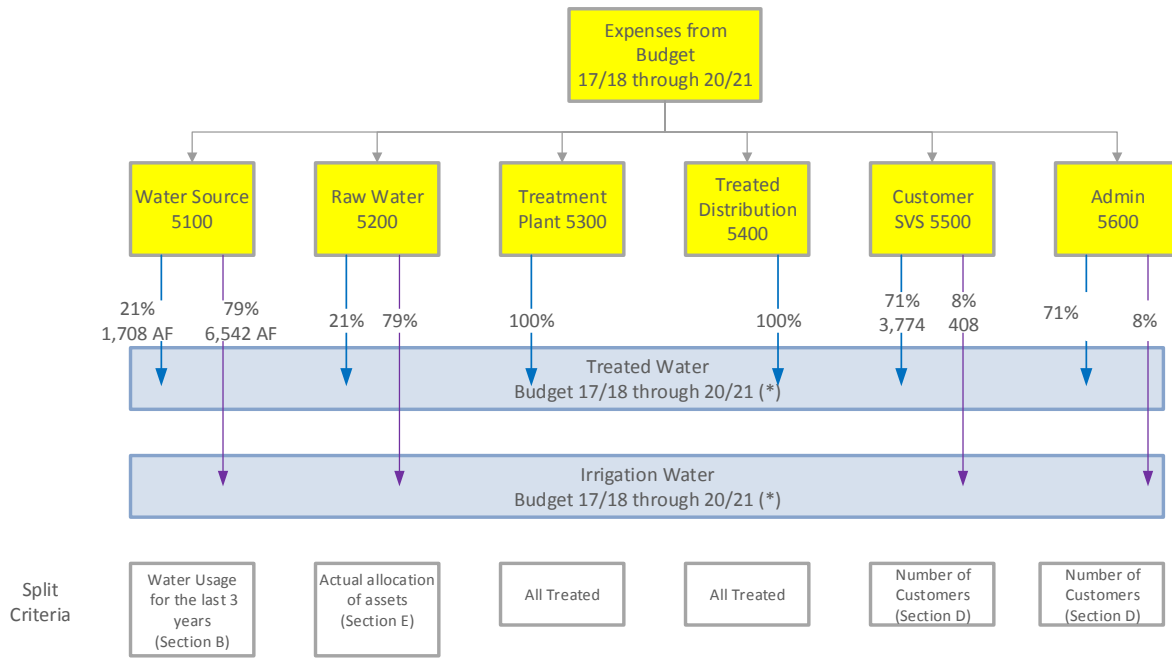 Expenses from
Budget
17/18 through 20/21
Water Source
5100
Raw Water
5200
Treatment
Plant 5300
Treated
Distribution
5400
Customer
SVS 5500
Admin
5600
21%
1,708 AF
79%
6,542 AF
21%
79%
100%
100%
71%
3,774
8%
408
71%
8%
Treated Water
Budget 17/18 through 20/21 (*)
Irrigation Water
Budget 17/18 through 20/21 (*)
Split
Criteria
Water Usage
for the last 3
years
(Section B)
Actual allocation
of assets
(Section E)
All Treated
All Treated
Number of
Customers
(Section D)
Number of
Customers
(Section D)